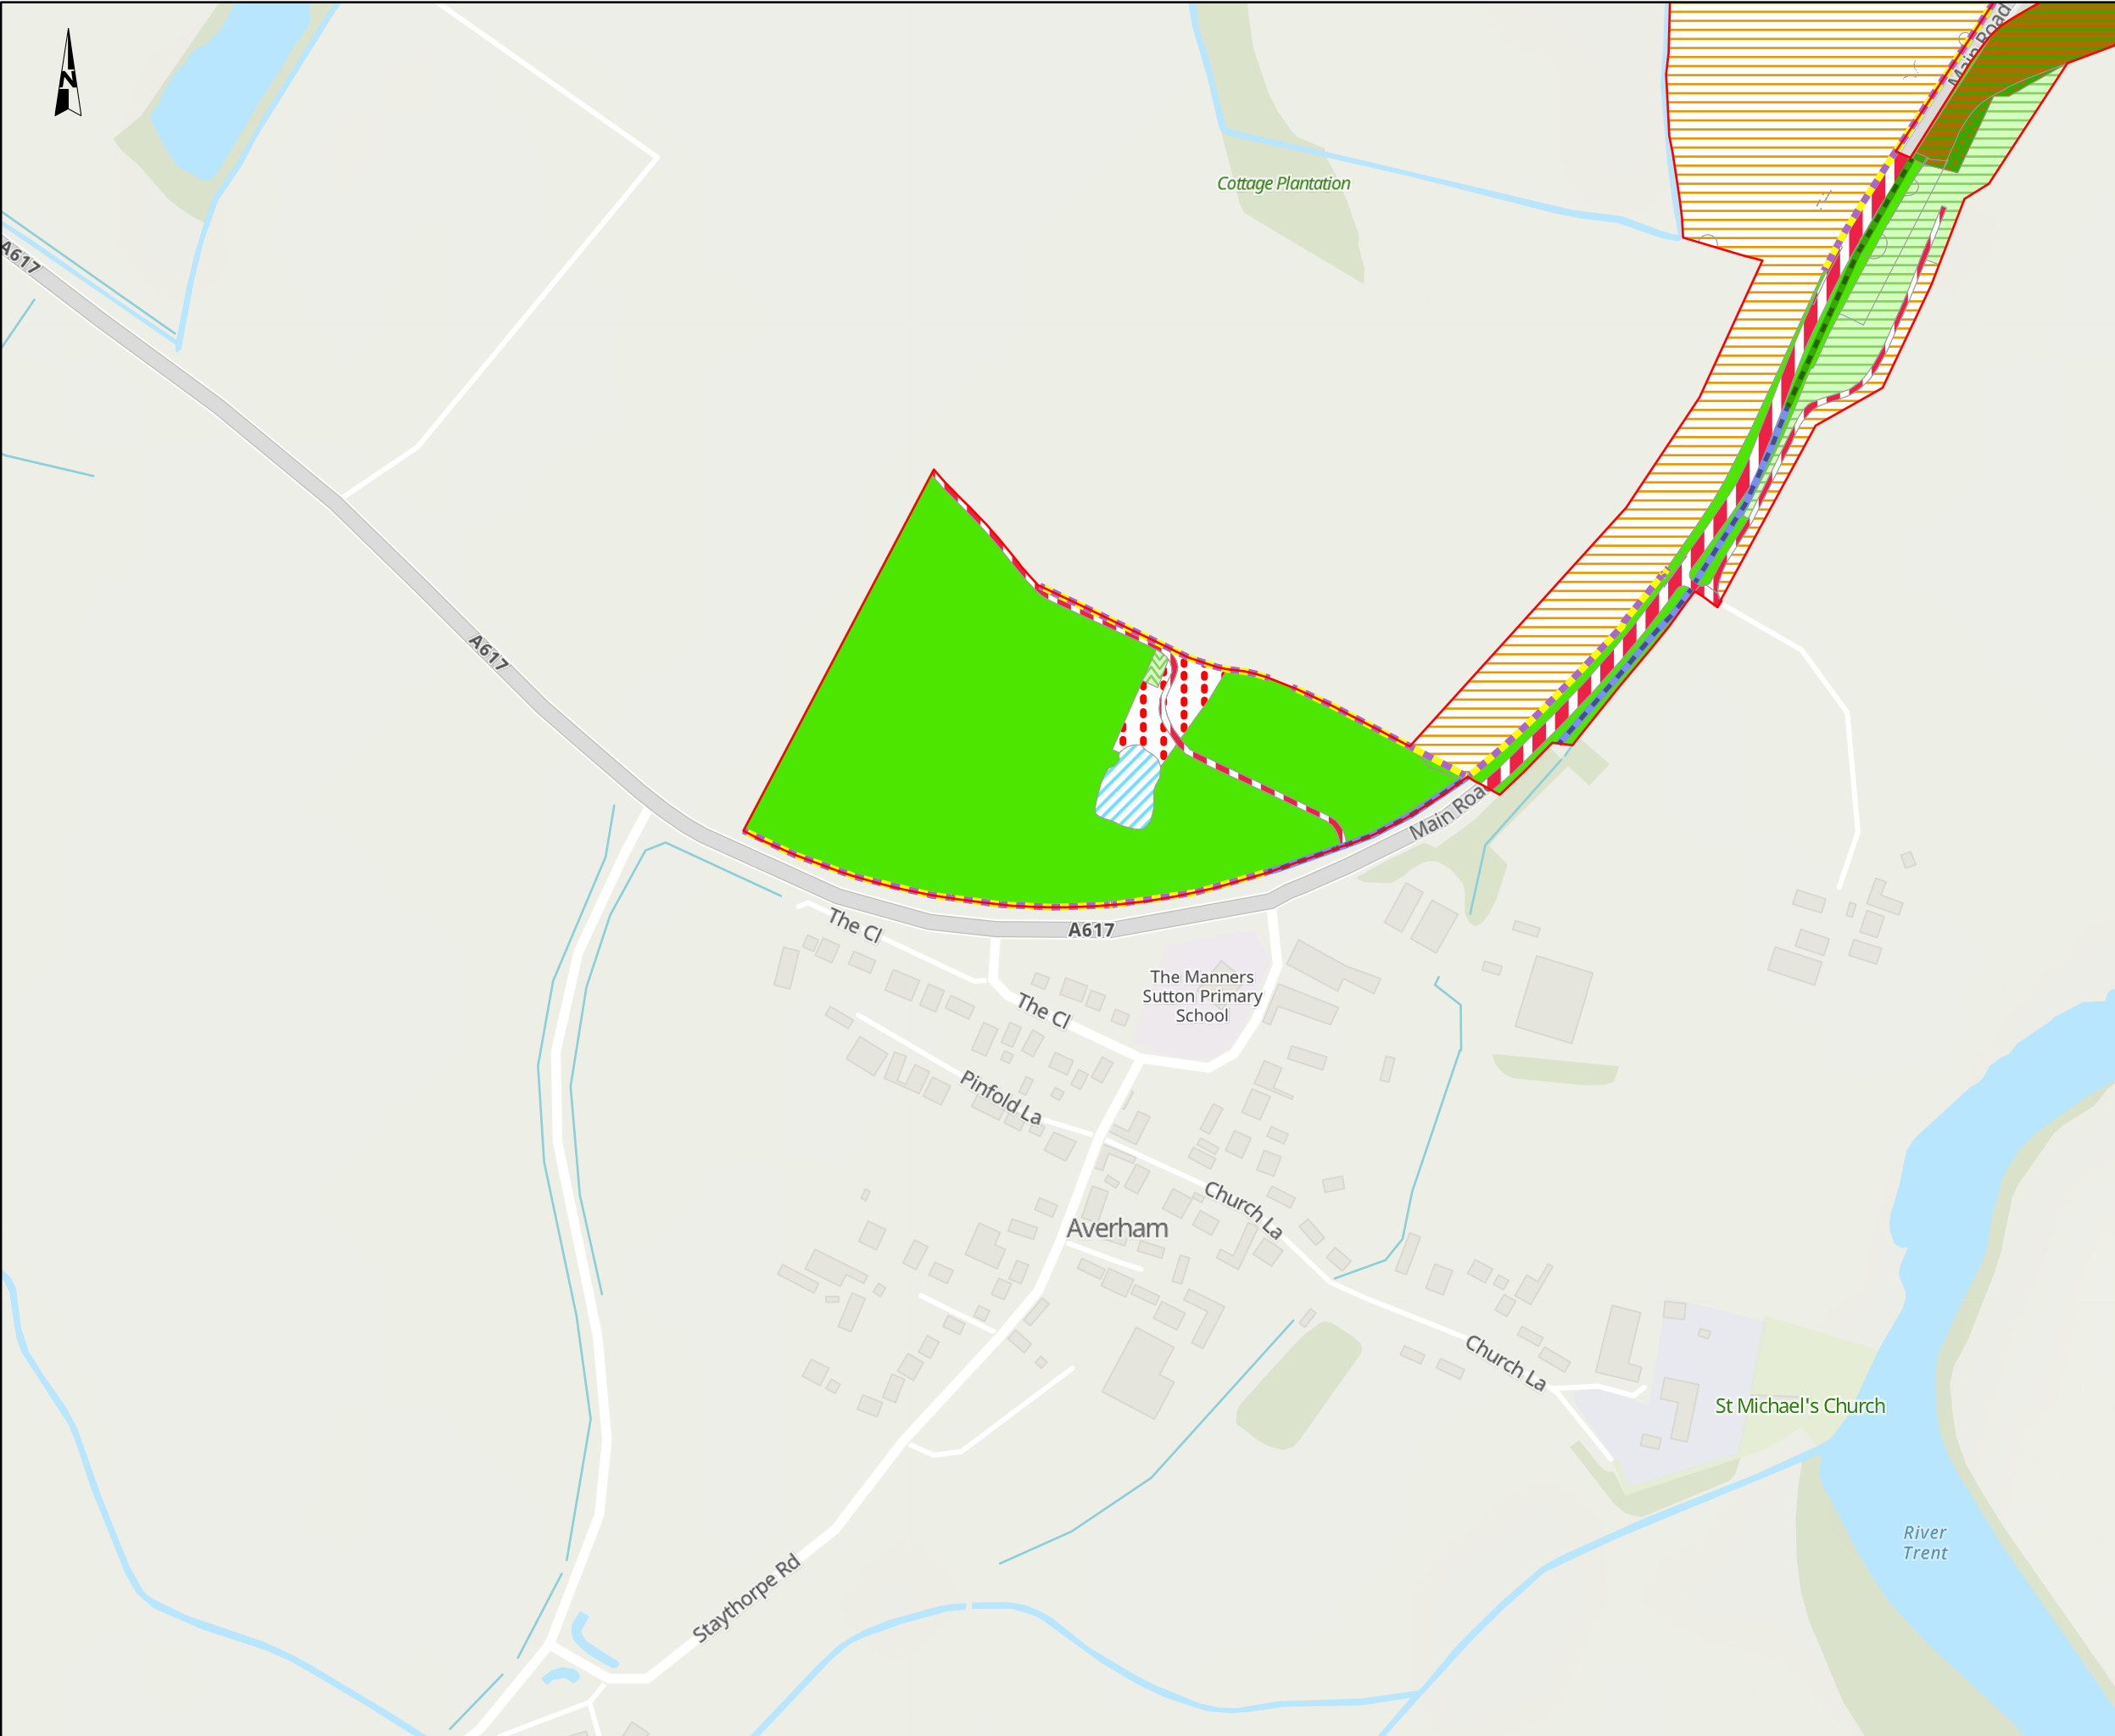 N
Main Road
Cottage Plantation
A617
A617
Main Roa
A617
The Cl
The Manners
Sutton Primary
School
The Cl
Pinfold La
Church La
Averham
Church La
St Michael's Church
River
Trent
Staythorpe Rd